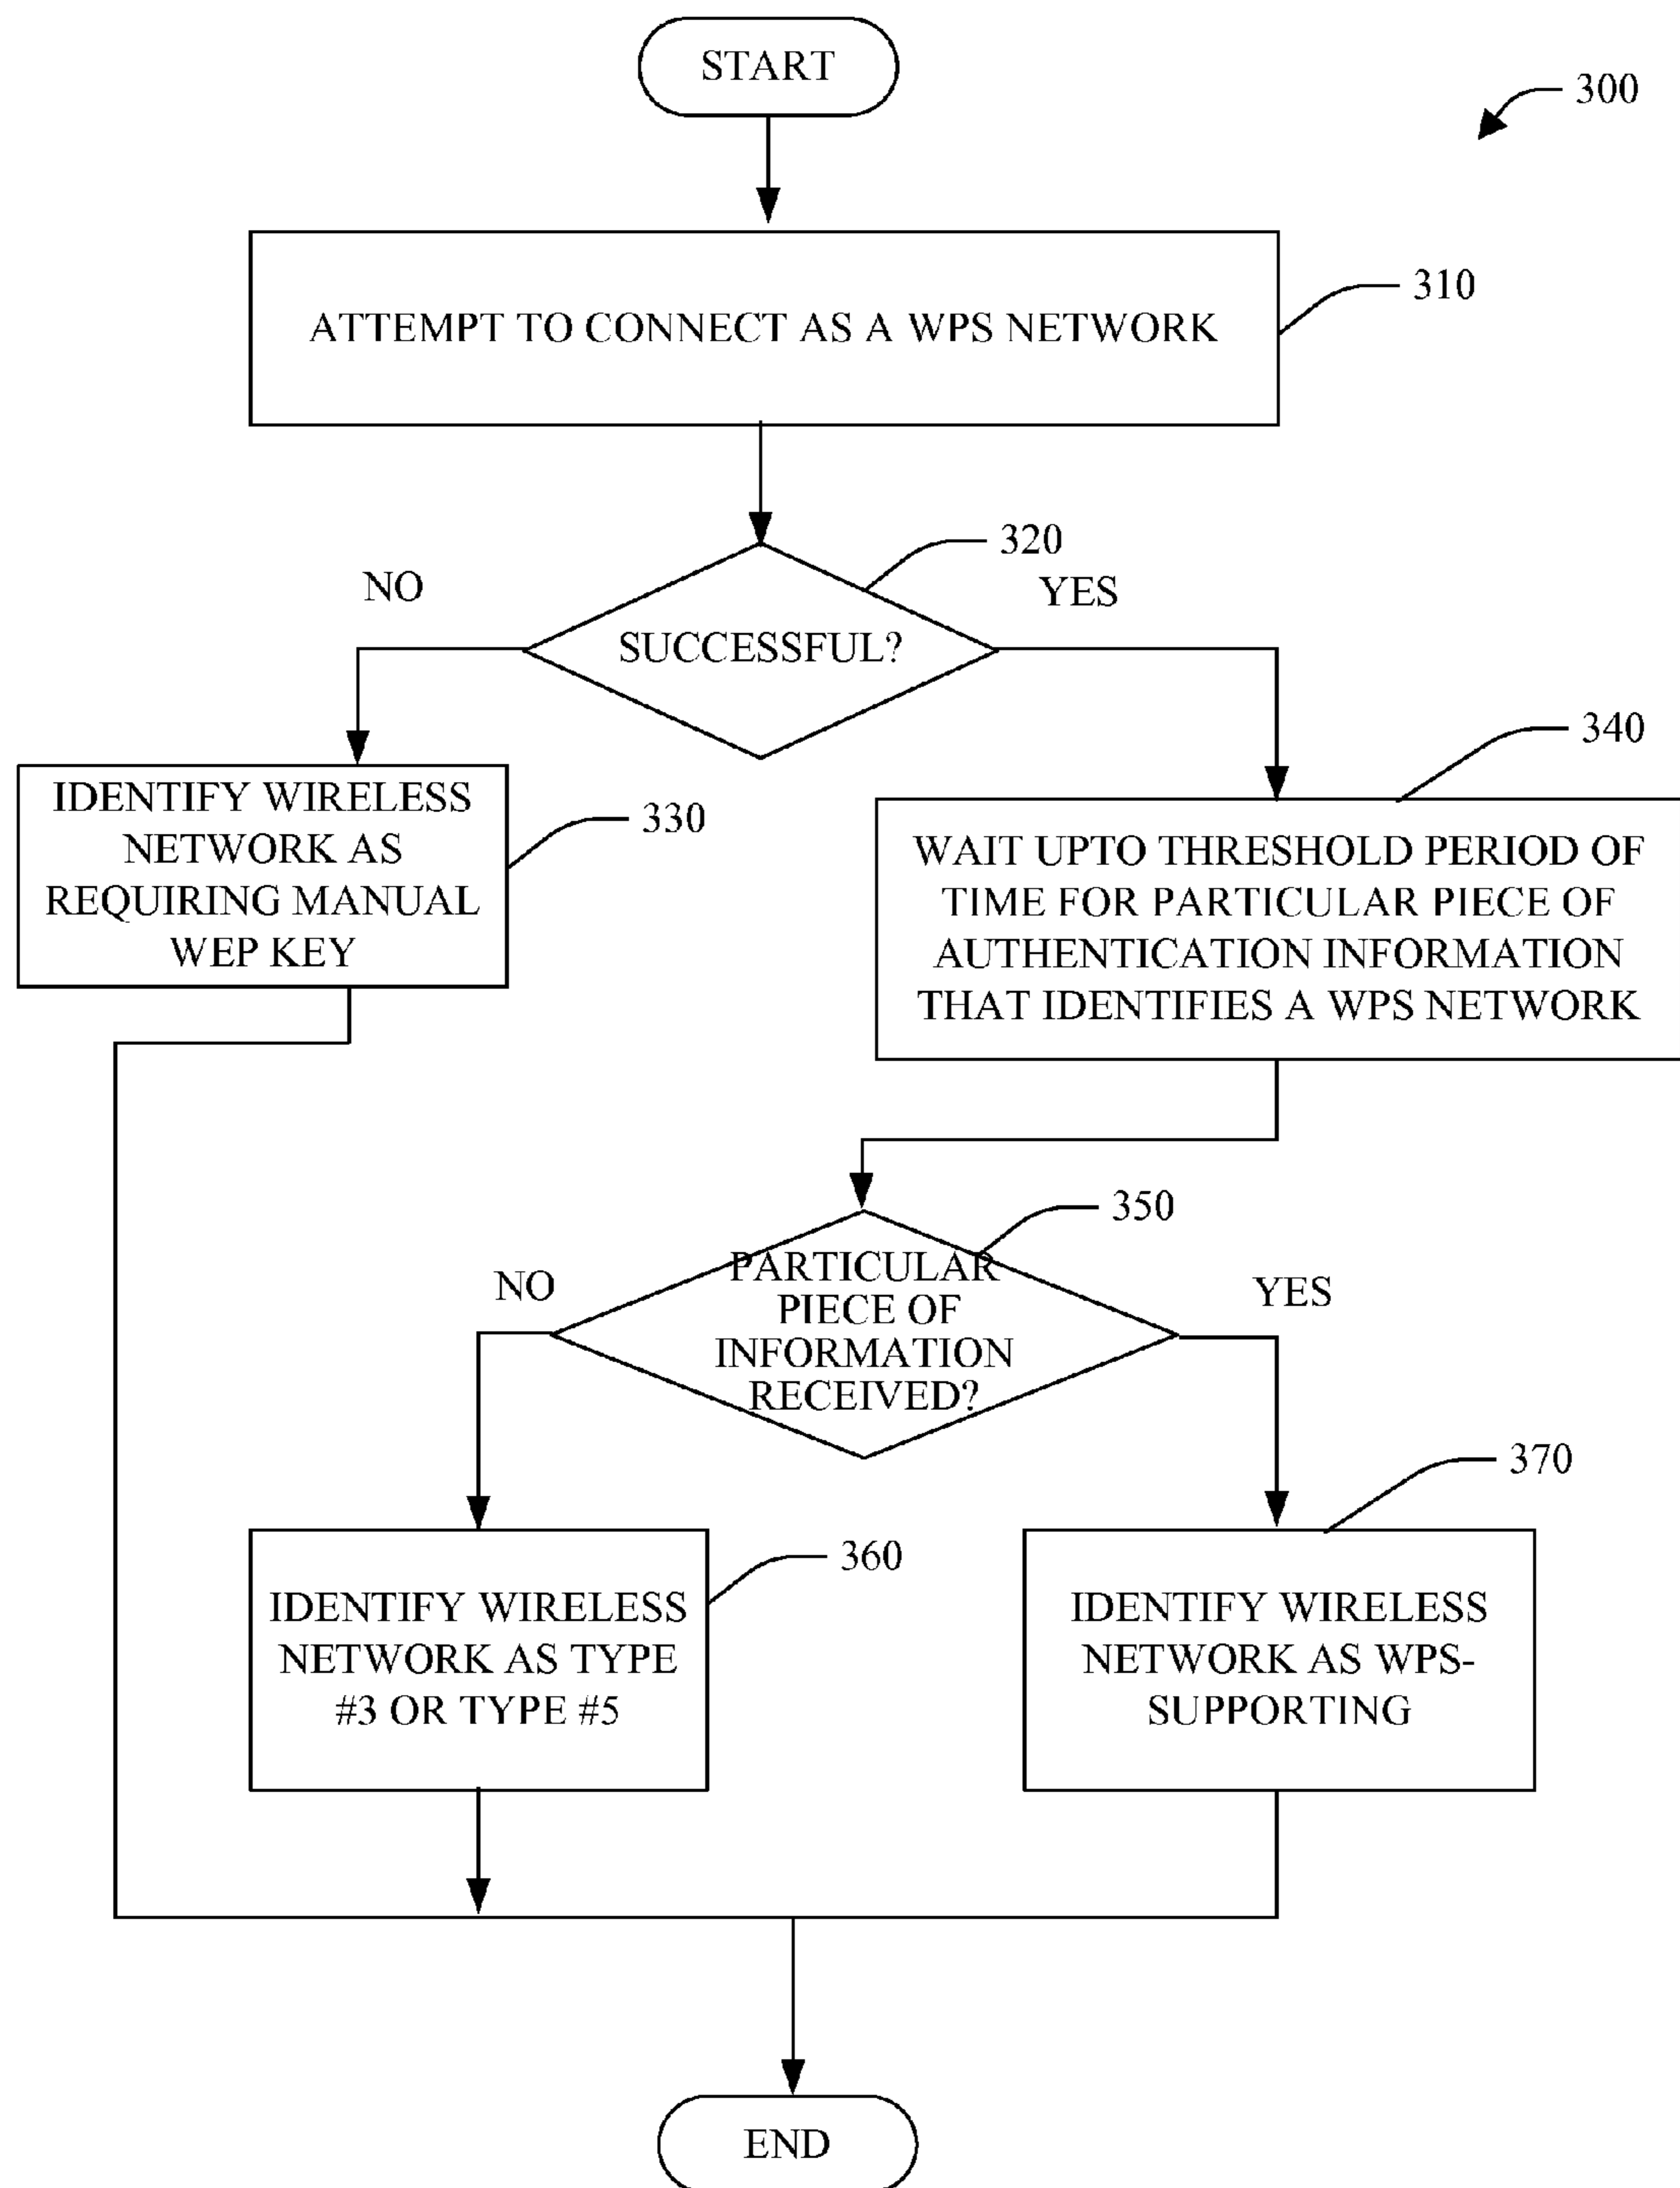 START
300
ATTEMPT TO CONNECT AS A WPS NETWORK
310
320
NO
YES
SUCCESSFUL?
340
IDENTIFY WIRELESS
NETWORK AS
REQUIRING MANUAL
WEP KEY
330
WAIT UPTO THRESHOLD PERIOD OF
TIME FOR PARTICULAR PIECE OF
AUTHENTICATION INFORMATION
THAT IDENTIFIES A WPS NETWORK
350
NO
YES
PARTICULAR
PIECE OF
INFORMATION
RECEIVED?
370
360
IDENTIFY WIRELESS
NETWORK AS TYPE
#3 OR TYPE #5
IDENTIFY WIRELESS
NETWORK AS WPS-
SUPPORTING
END